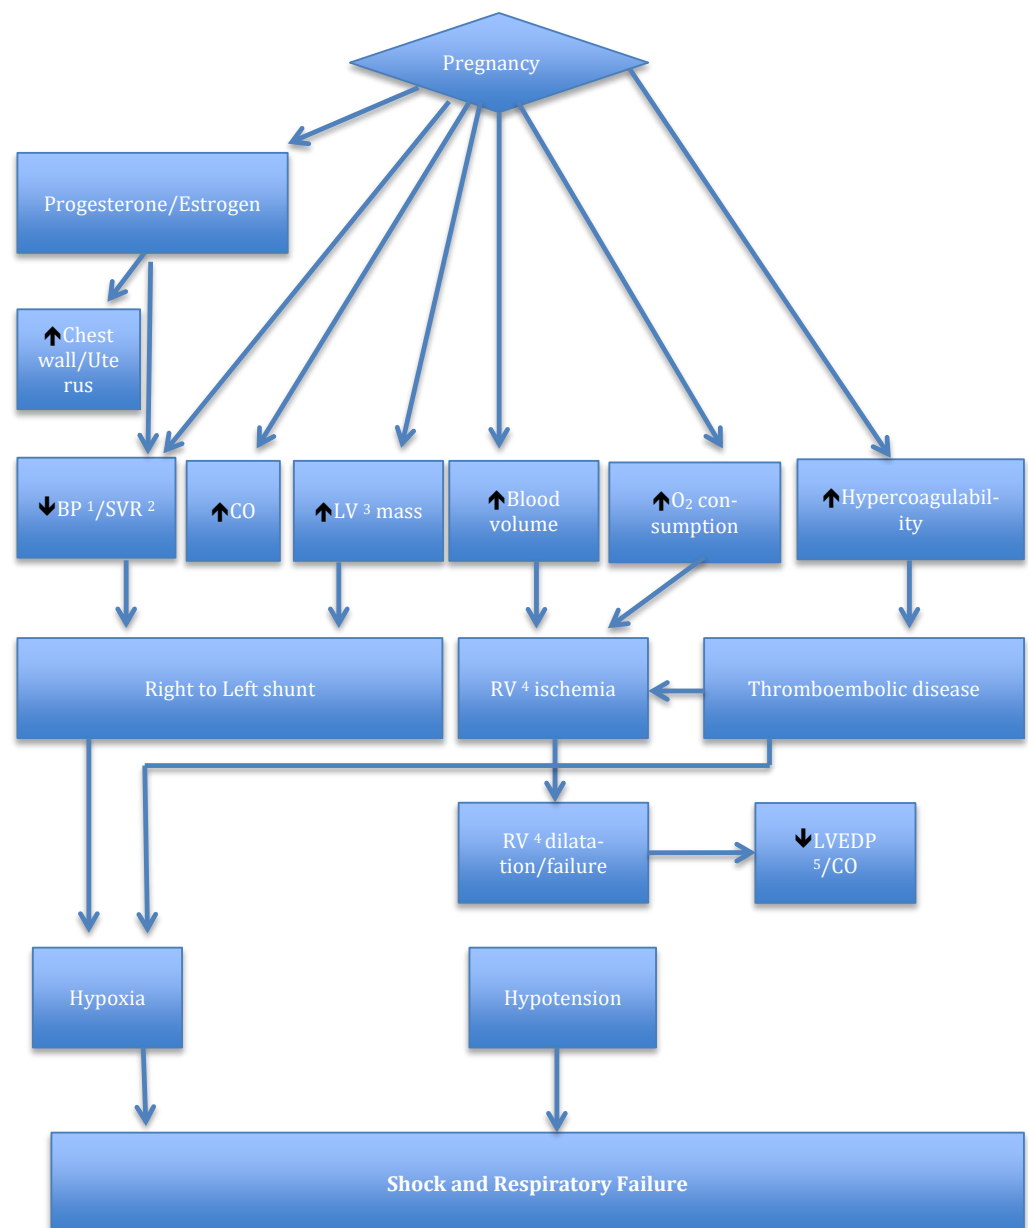 Pregnancy
Progesterone/Estrogen
↑Chest
wall/Ute
rus
↓BP ¹/SVR ²
↑CO
↑LV ³ mass
↑Blood
volume
↑O₂ con-
sumption
↑Hypercoagulabil-
ity
Right to Left shunt
RV ⁴ ischemia
Thromboembolic disease
RV ⁴ dilata-
tion/failure
↓LVEDP
⁵/CO
Hypoxia
Hypotension
Shock and Respiratory Failure